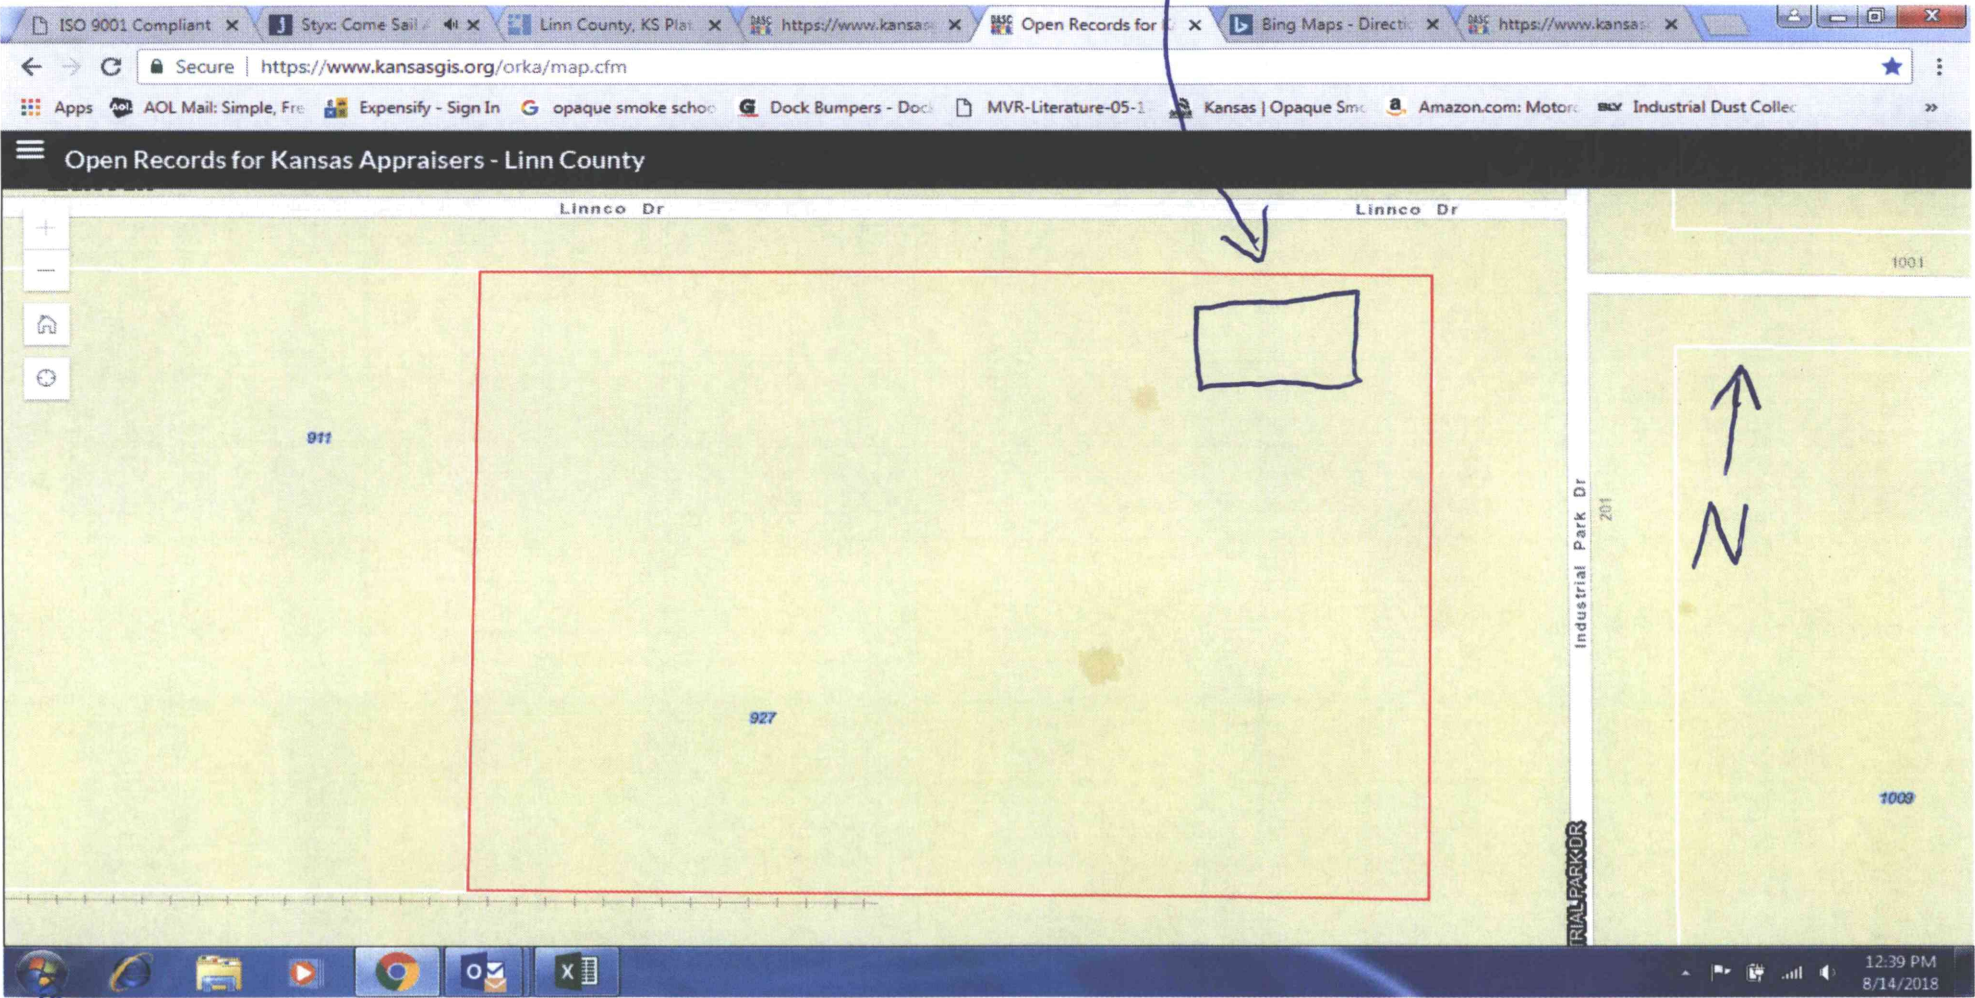 ISO 9001 Compliant
Styx: Come Sail
Linn County, KS Plat
https://www.kansas
Open Records for K
Bing Maps - Directic
https://www.kansas
Secure | https://www.kansasgis.org/orka/map.cfm
Apps
AOL Mail: Simple, Fre
Expensify - Sign In
opaque smoke schoo
Dock Bumpers - Doc
MVR-Literature-05-1
Kansas | Opaque Smo
Amazon.com: Motorc
Industrial Dust Collec
Open Records for Kansas Appraisers - Linn County
Linnco Dr
Linnco Dr
1001
911
Industrial Park Dr
201
N
927
1009
TRIAL PARK DR
12:39 PM
8/14/2018